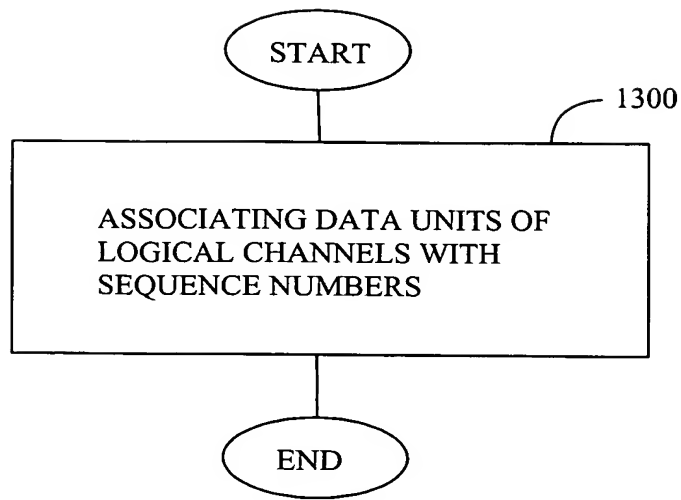 START
1300
ASSOCIATING DATA UNITS OF
LOGICAL CHANNELS WITH
SEQUENCE NUMBERS
END